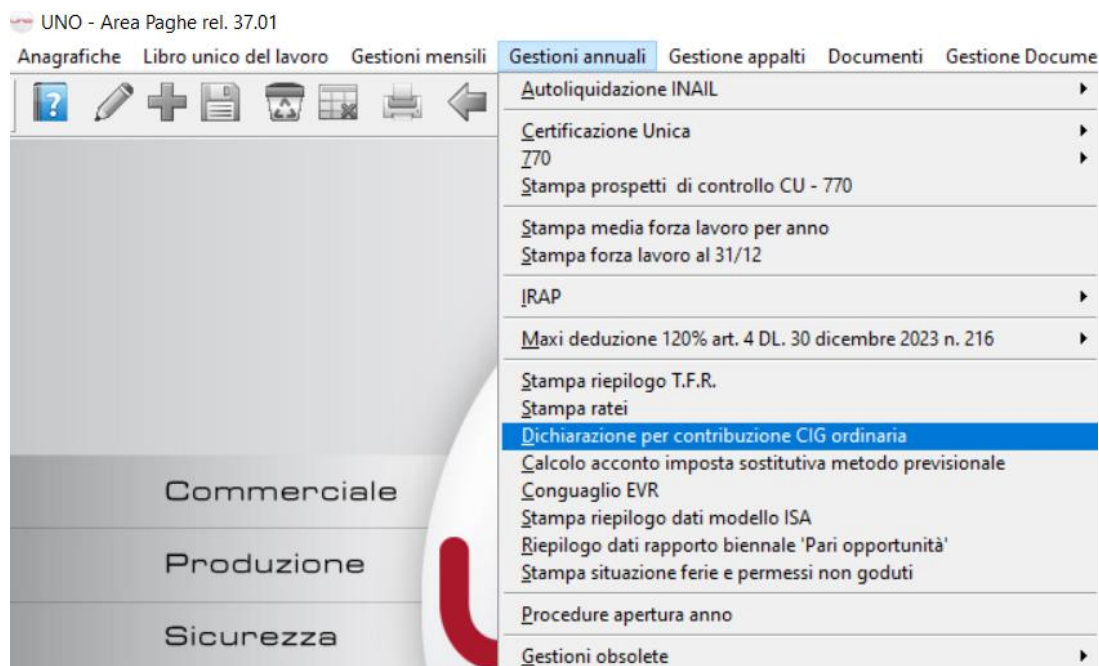 UNO - Area Paghe rel. 37.01
Anagrafiche Libro unico del lavoro Gestioni mensili Gestioni annuali Gestione appalti Documenti Gestione Docume
Autoliquidazione INAIL
Certificazione Unica
770
Stampa prospetti di controllo CU - 770
Stampa media forza lavoro per anno
Stampa forza lavoro al 31/12
IRAP
Maxi deduzione 120% art. 4 DL. 30 dicembre 2023 n. 216
Stampa riepilogo T.F.R.
Stampa ratei
Dichiarazione per contribuzione CIG ordinaria
Calcolo acconto imposta sostitutiva metodo previsionale
Conguaglio EVR
Stampa riepilogo dati modello ISA
Riepilogo dati rapporto biennale 'Pari opportunità'
Stampa situazione ferie e permessi non goduti
Procedure apertura anno
Gestioni obsolete
Commerciale
Produzione
Sicurezza